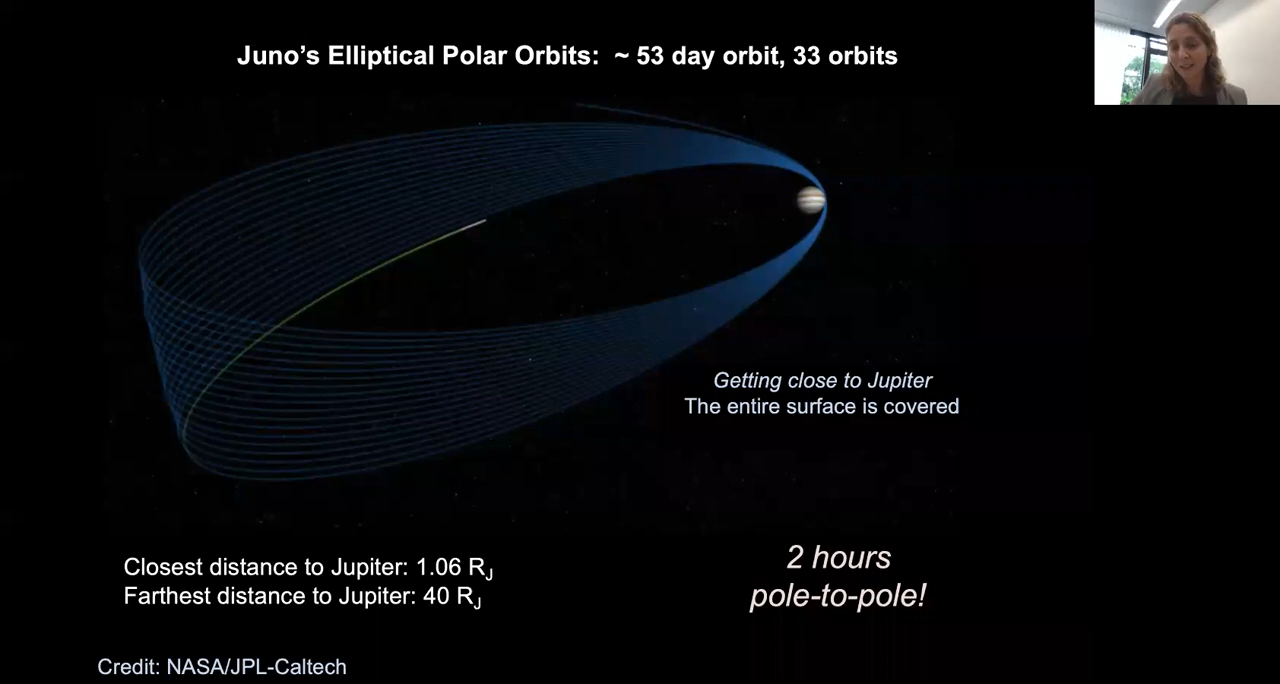 Juno's Elliptical Polar Orbits: ~ 53 day orbit, 33 orbits
Getting close to Jupiter
The entire surface is covered
Closest distance to Jupiter: 1.06 RJ
Farthest distance to Jupiter: 40 RJ
2 hours
pole-to-pole!
Credit: NASA/JPL-Caltech